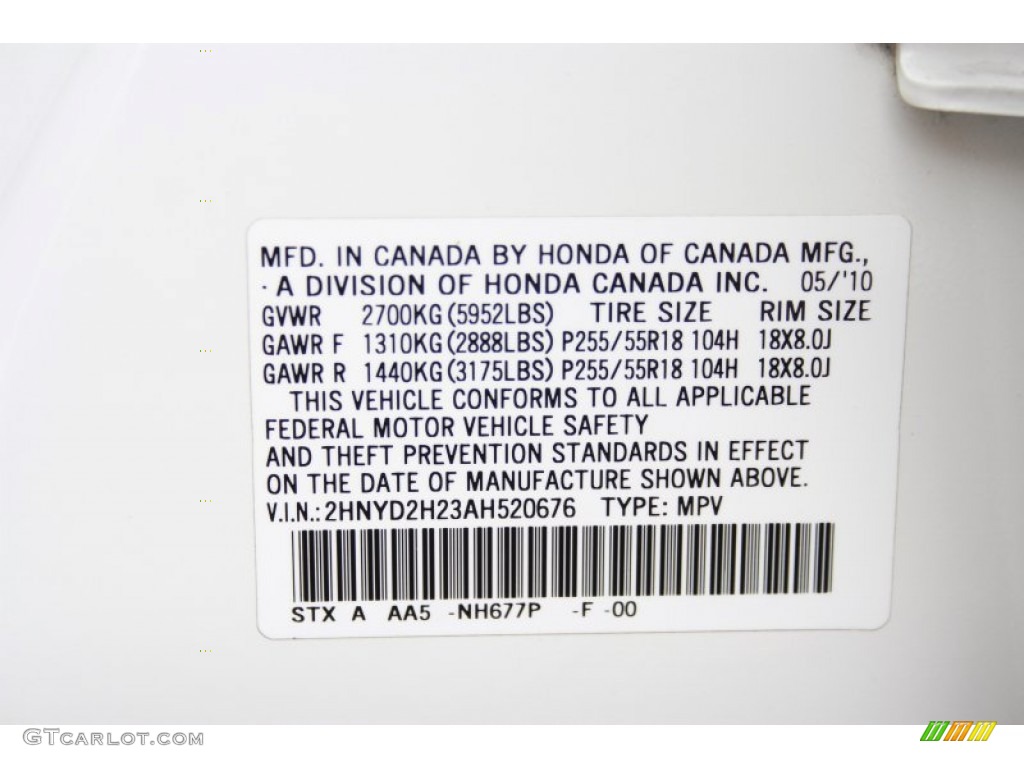 MFD. IN CANADA BY HONDA OF CANADA MFG.,
A DIVISION OF HONDA CANADA INC. 05/'10
GVWR 2700KG (5952LBS) TIRE SIZE RIM SIZE
GAWR F 1310KG (2888LBS) P255/55R18 104H 18X8.0J
GAWR R 1440KG (3175LBS) P255/55R18 104H 18X8.0J
THIS VEHICLE CONFORMS TO ALL APPLICABLE
FEDERAL MOTOR VEHICLE SAFETY
AND THEFT PREVENTION STANDARDS IN EFFECT
ON THE DATE OF MANUFACTURE SHOWN ABOVE.
V.I.N.: 2HNYD2H23AH520676 TYPE: MPV
STX A AA5 -NH677P -F -00
GTCARLOT.COM